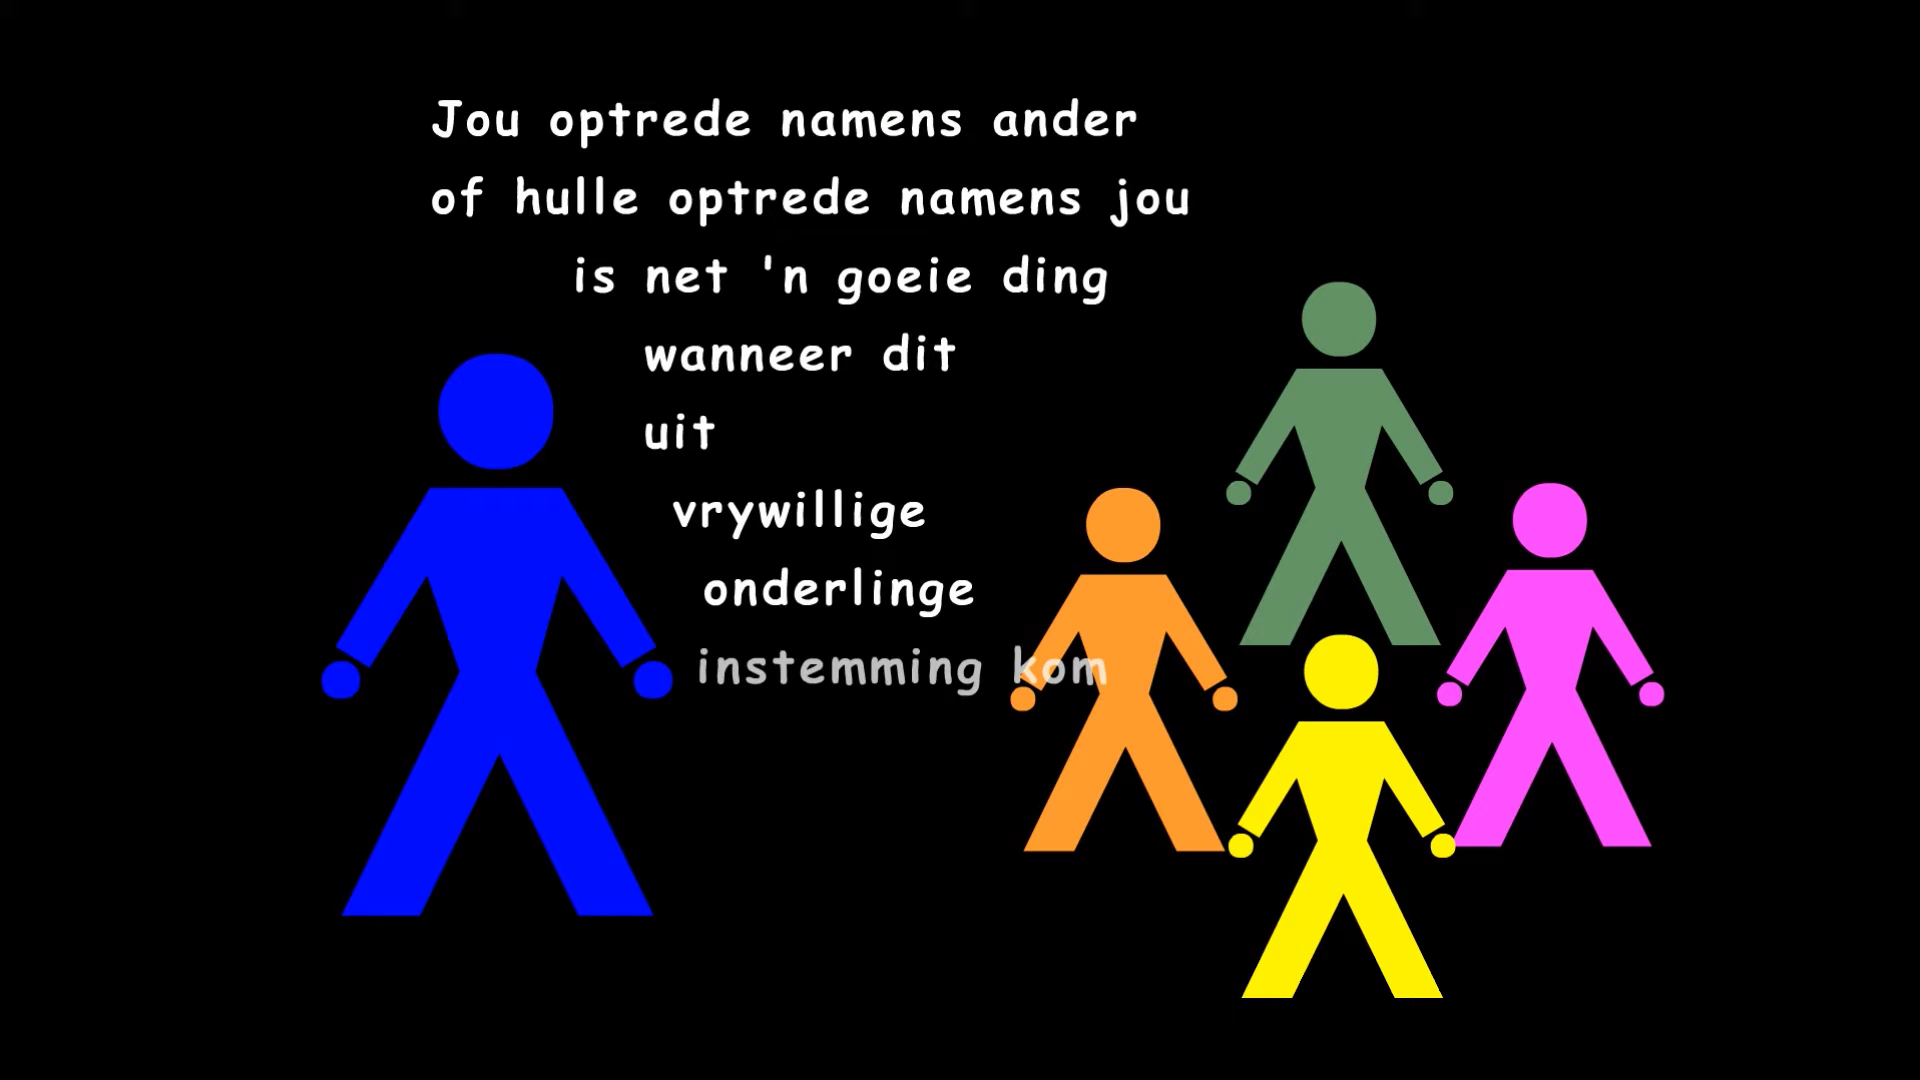 Jou optrede namens ander
of hulle optrede namens jou
is net 'n goeie ding
wanneer dit
uit
vrywillige
onderlinge
instemming kom